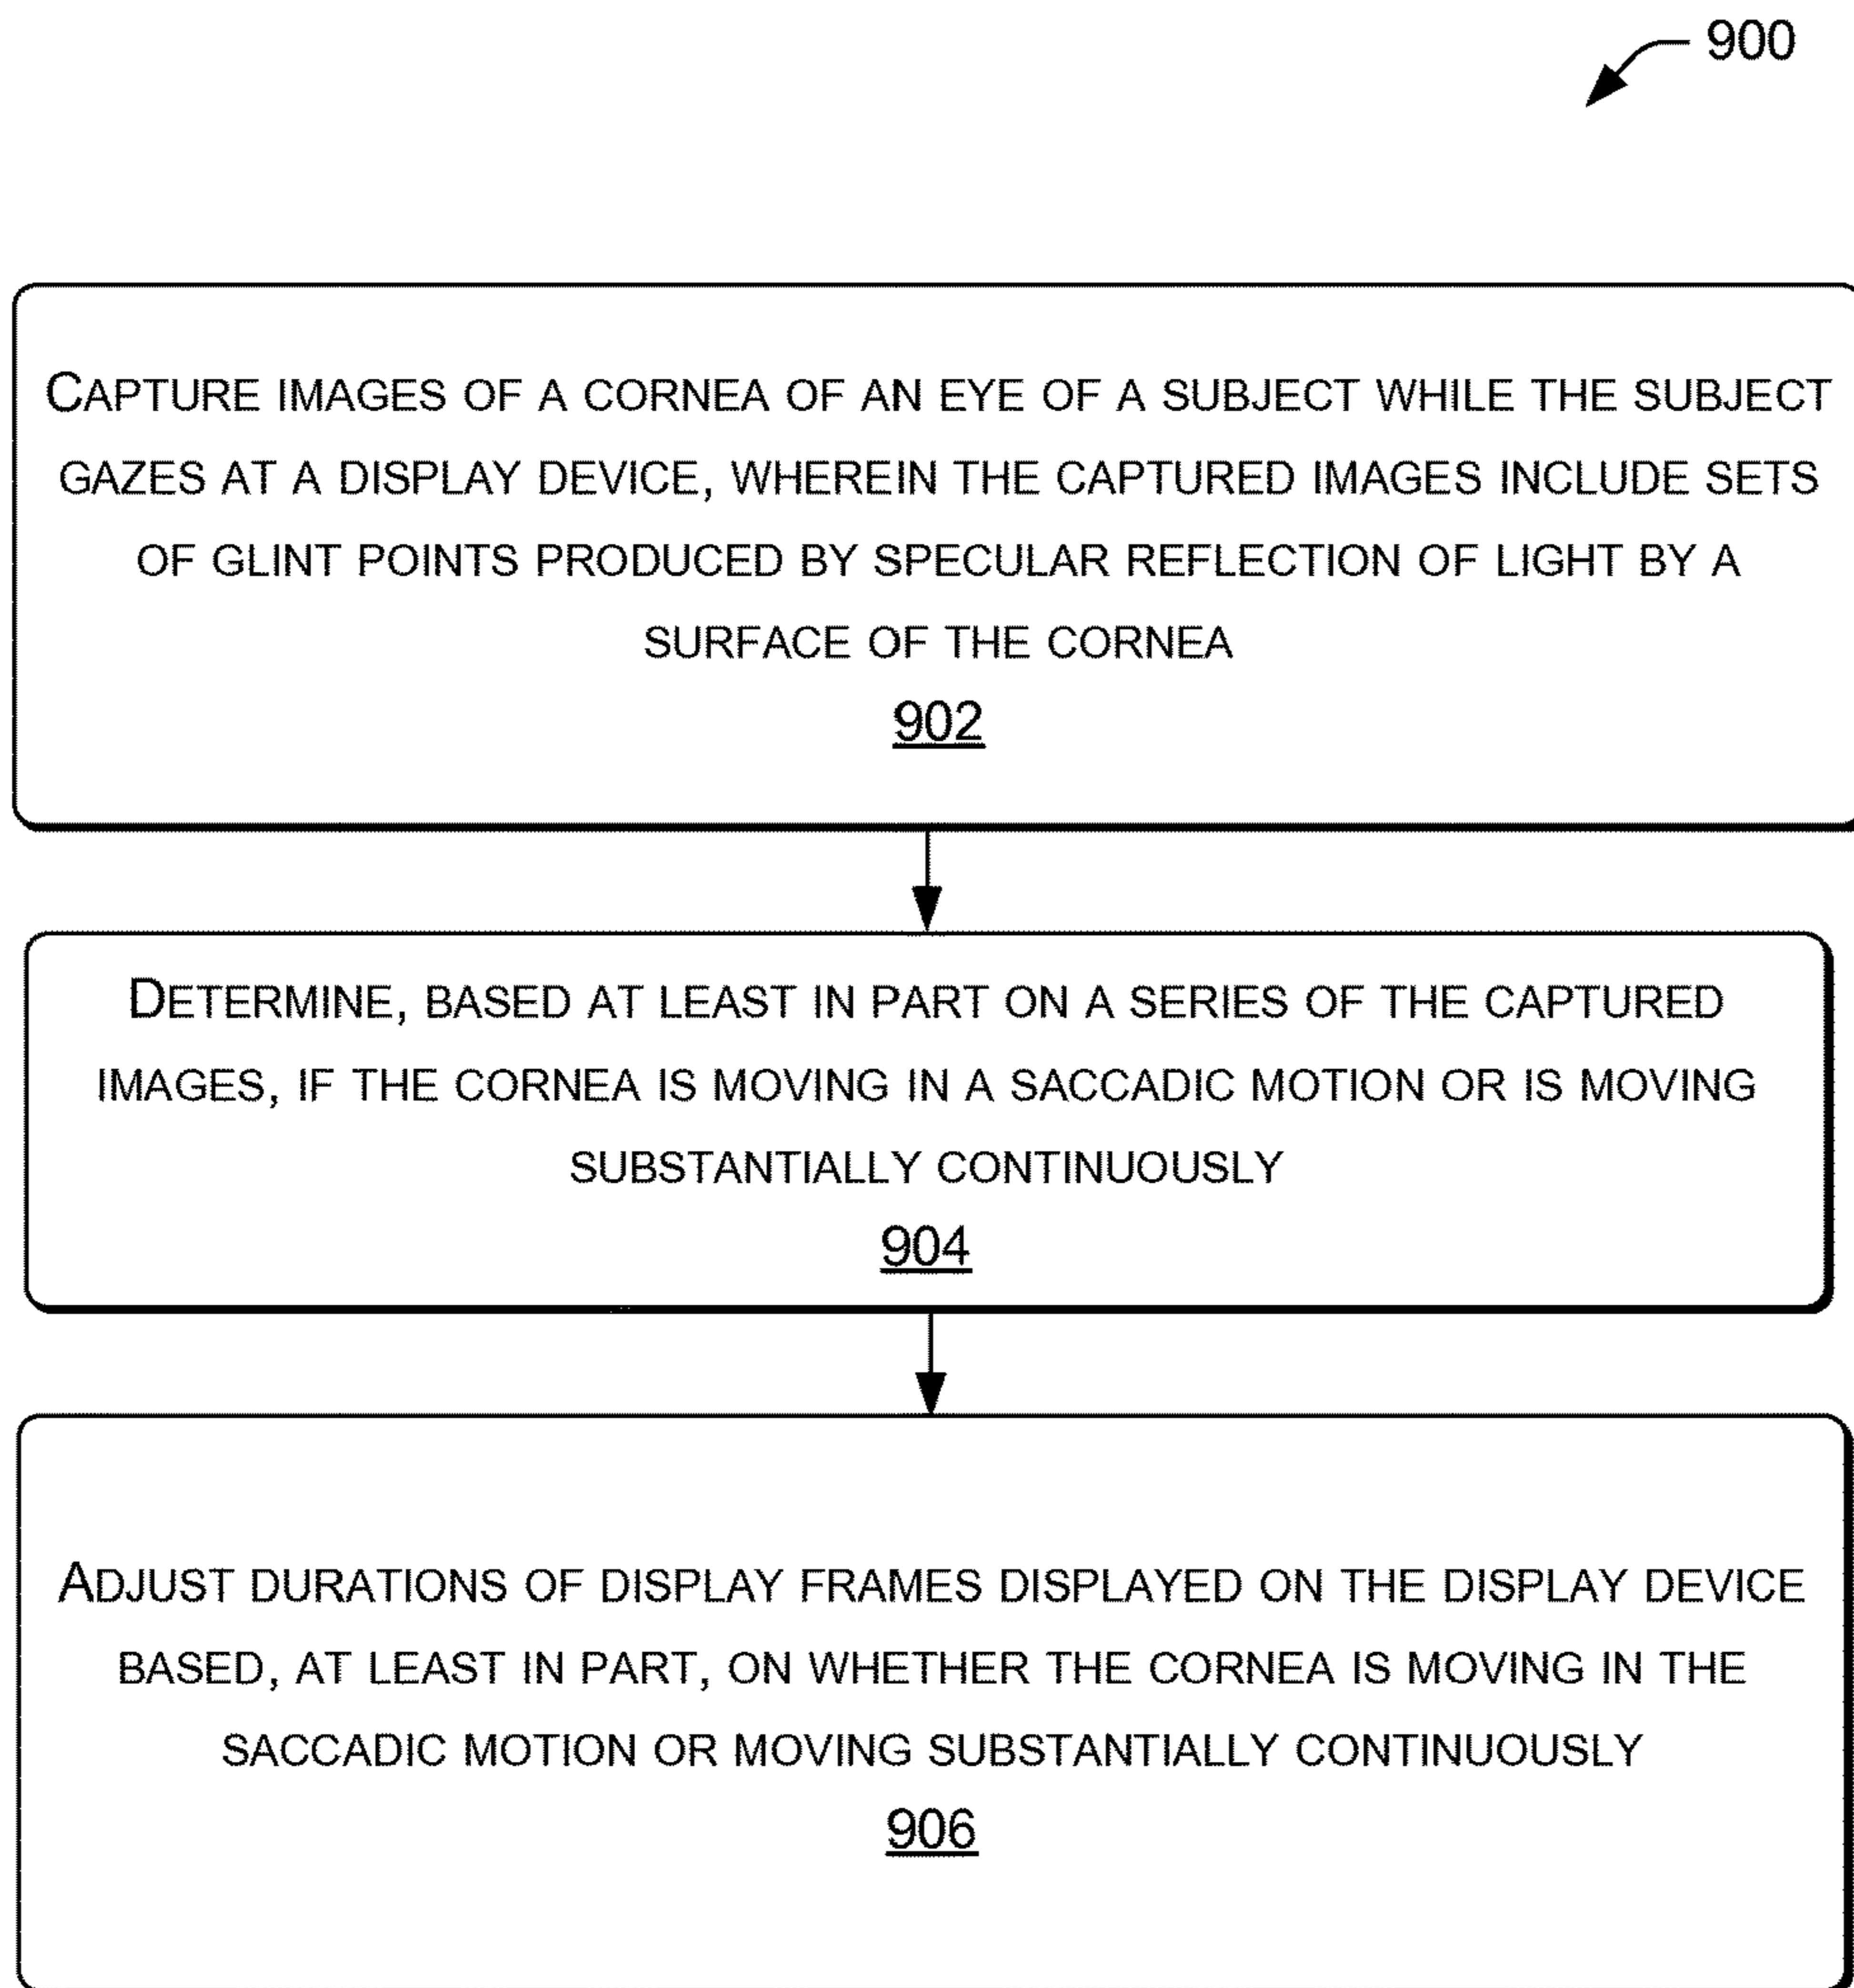 900
CAPTURE IMAGES OF A CORNEA OF AN EYE OF A SUBJECT WHILE THE SUBJECT
GAZES AT A DISPLAY DEVICE, WHEREIN THE CAPTURED IMAGES INCLUDE SETS
OF GLINT POINTS PRODUCED BY SPECULAR REFLECTION OF LIGHT BY A
SURFACE OF THE CORNEA
902
DETERMINE, BASED AT LEAST IN PART ON A SERIES OF THE CAPTURED
IMAGES, IF THE CORNEA IS MOVING IN A SACCADIC MOTION OR IS MOVING
SUBSTANTIALLY CONTINUOUSLY
904
ADJUST DURATIONS OF DISPLAY FRAMES DISPLAYED ON THE DISPLAY DEVICE
BASED, AT LEAST IN PART, ON WHETHER THE CORNEA IS MOVING IN THE
SACCADIC MOTION OR MOVING SUBSTANTIALLY CONTINUOUSLY
906